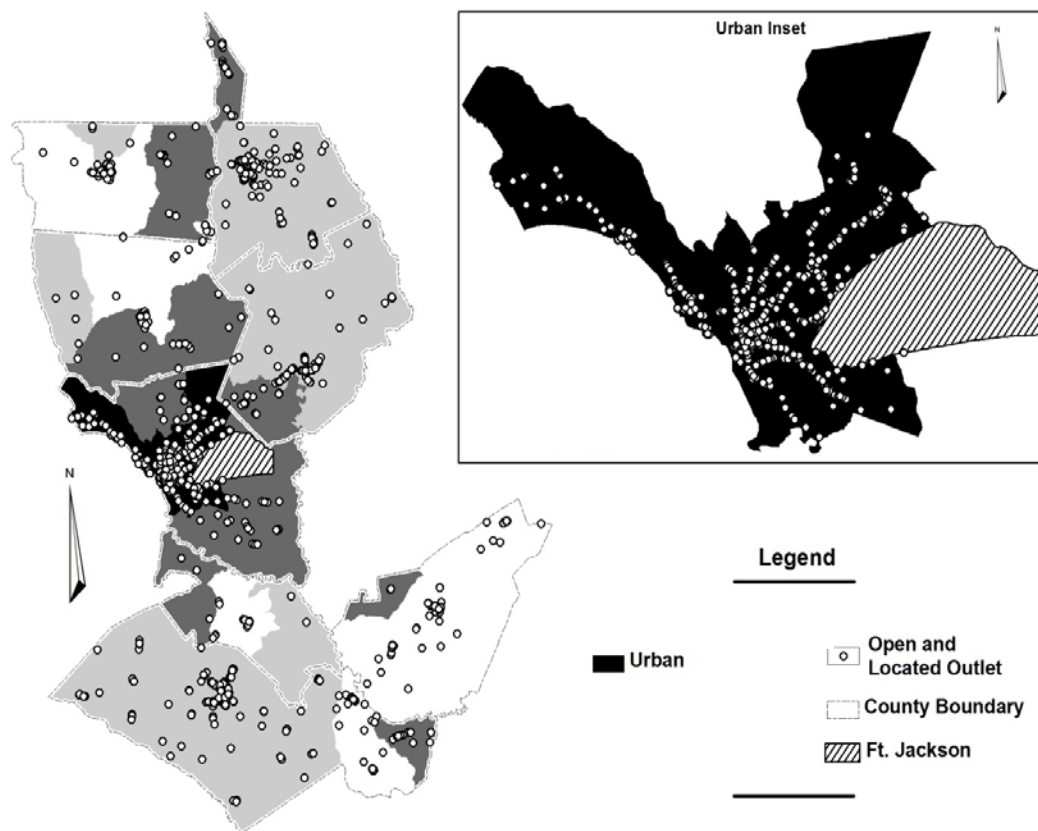 Urban Inset
N
N
Legend
Urban
Open and
Located Outlet
County Boundary
Ft. Jackson